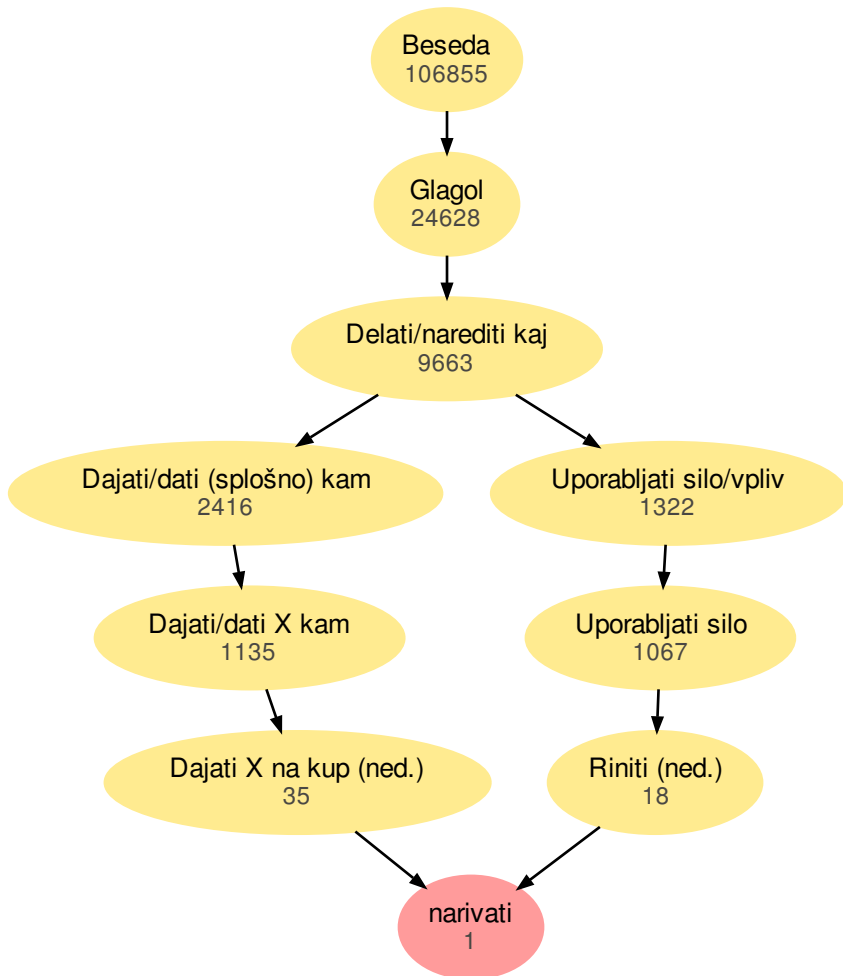 Beseda
106855
Glagol
24628
Delati/narediti kaj
9663
Dajati/dati (splošno) kam
2416
Uporabljati silo/vpliv
1322
Dajati/dati X kam
1135
Uporabljati silo
1067
Dajati X na kup (ned.)
35
Riniti (ned.)
18
narivati
1